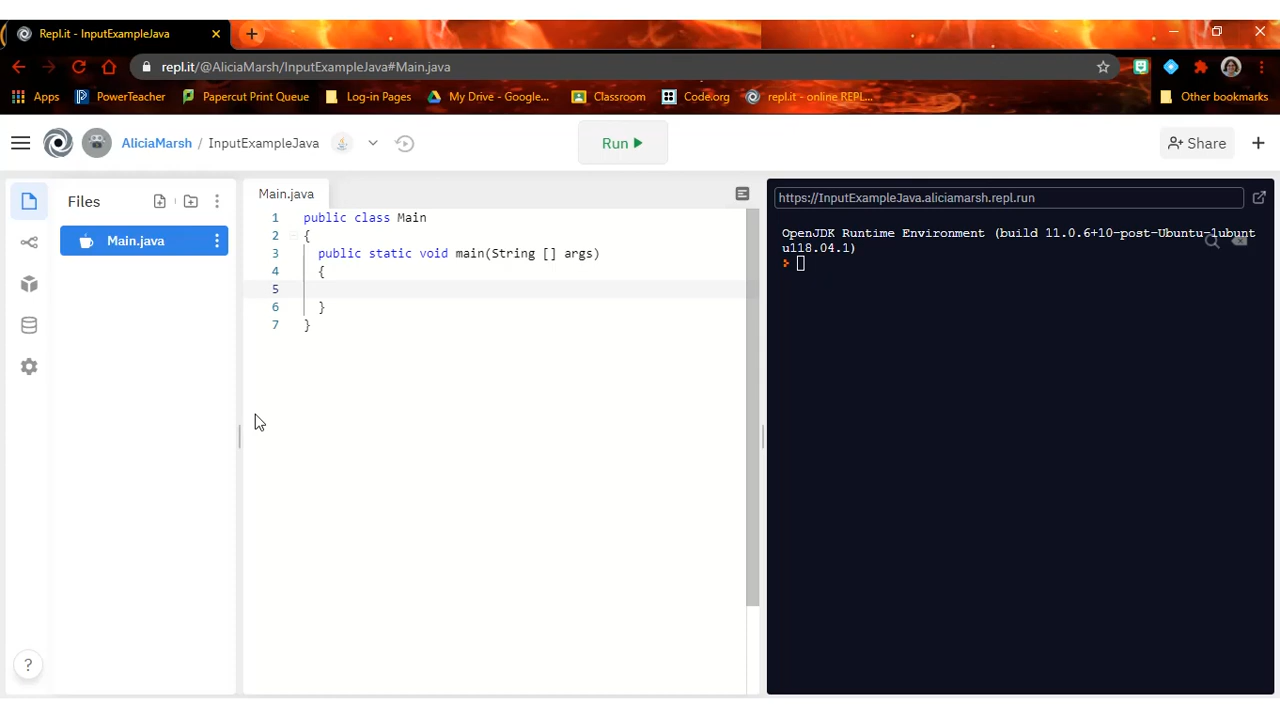 Repl.it - InputExampleJava
repl.it/@AliciaMarsh/InputExampleJava#Main.java
Apps PowerTeacher Papercut Print Queue Log-in Pages My Drive - Google... Classroom Code.org repl.it - online REPL... Other bookmarks
AliciaMarsh / InputExampleJava Run Share
Files
Main.java
Main.java
1 public class Main
2 {
3 public static void main(String [] args)
4 {
5
6 }
7 }
https://InputExampleJava.aliciamarsh.repl.run
OpenJDK Runtime Environment (build 11.0.6+10-post-Ubuntu-1ubunt
u118.04.1)
?